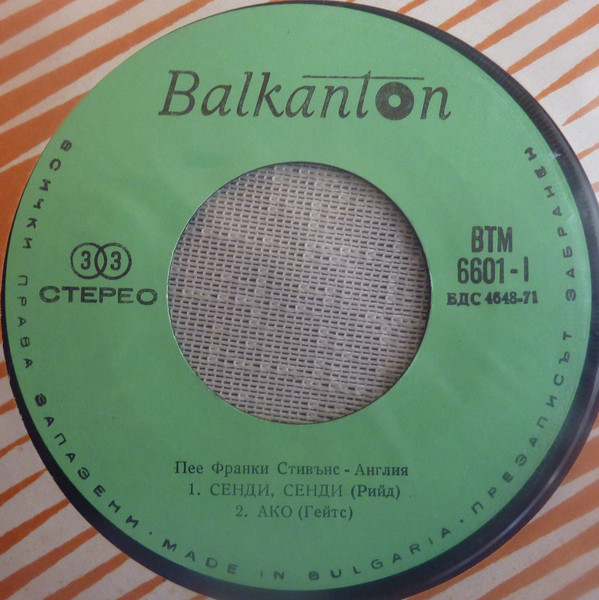 Balkanton
33
СТЕРЕО
ВТМ
6601-I
БДС 4648-71
Пее Франки Стивънс - Англия
1. СЕНДИ, СЕНДИ (Рийд)
2. АКО (Гейтс)
ВСИЧКИ ПРАВА ЗАПАЗЕНИ · MADE IN BULGARIA · ПРЕЗАПИСЪТ ЗАБРАНЕН